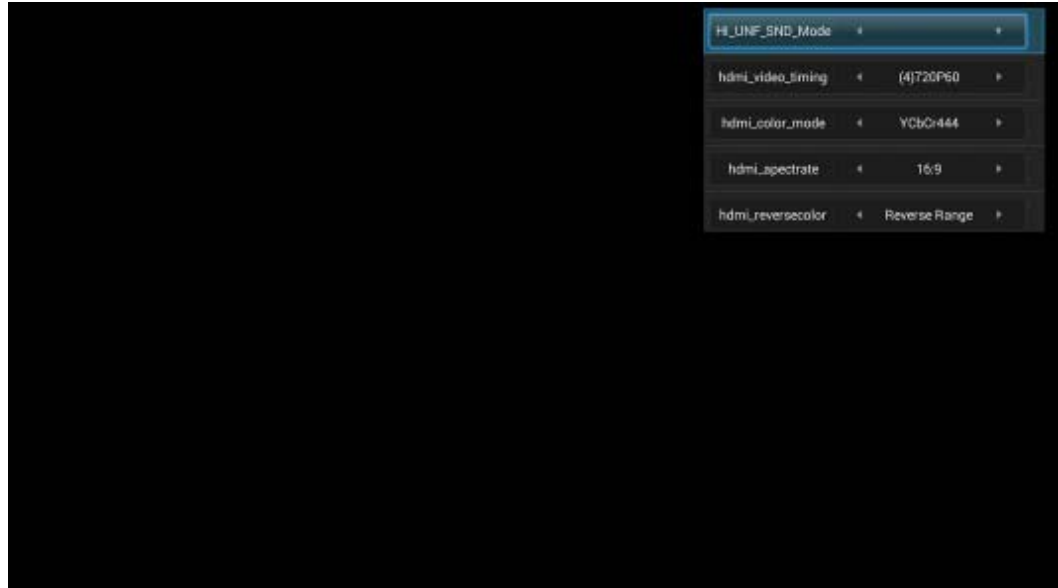 HI_UNF_SND_Mode
hdmi_video_timing (4)720P60
hdmi_color_mode YCbCr444
hdmi_apectrate 16:9
hdmi_reversecolor Reverse Range